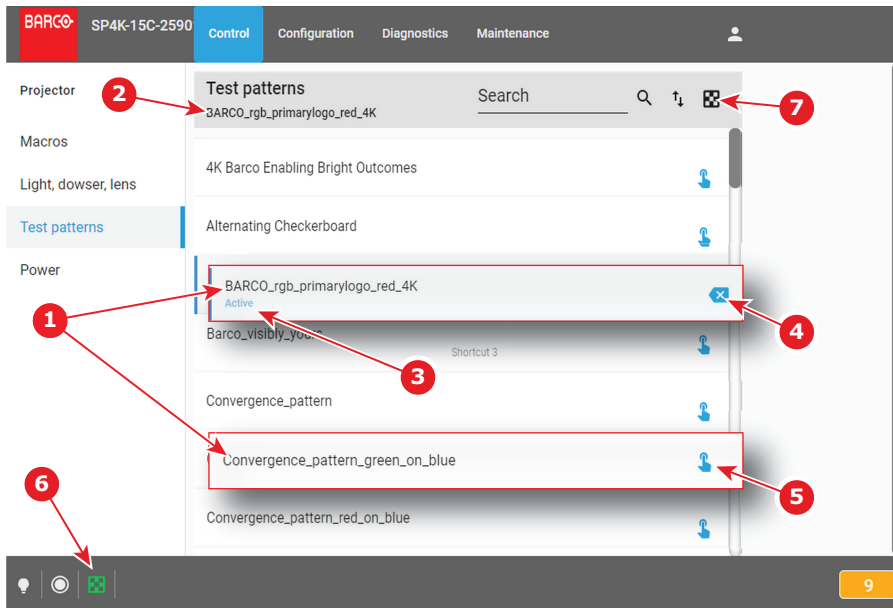 BARCO
SP4K-15C-2590
Control
Configuration
Diagnostics
Maintenance
Projector
2
Test patterns
BARCO_rgb_primarylogo_red_4K
Search
7
Macros
4K Barco Enabling Bright Outcomes
Light, dowser, lens
Test patterns
Alternating Checkerboard
Power
BARCO_rgb_primarylogo_red_4K
Active
1
4
Barco_visibly_yours
Shortcut 3
3
Convergence_pattern
Convergence_pattern_green_on_blue
6
5
Convergence_pattern_red_on_blue
9